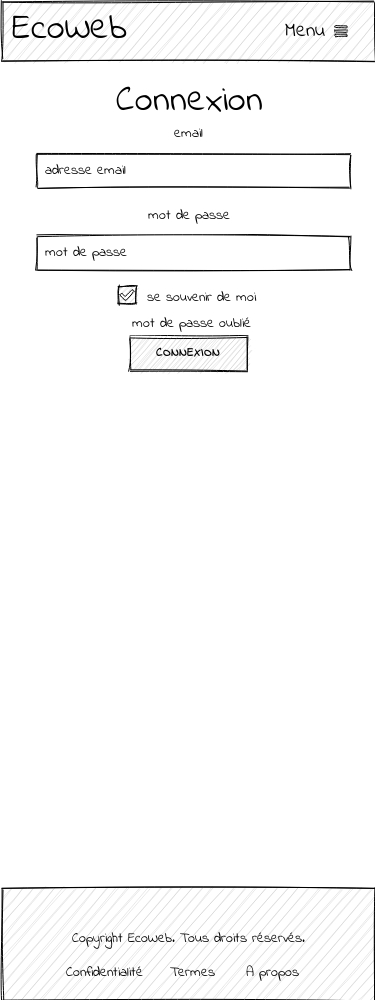 Ecoweb Menu
Connexion
email
adresse email
mot de passe
mot de passe
se souvenir de moi
mot de passe oublié
CONNEXION
Copyright Ecoweb. Tous droits réservés.
Confidentialité Termes A propos